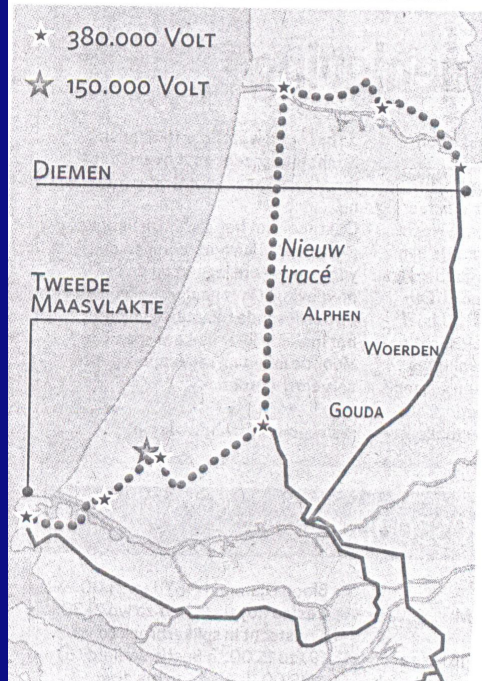 380.000 VOLT
150.000 VOLT
DIEMEN
Nieuw
tracé
TWEEDE
MAASVLAKTE
ALPHEN
WOERDEN
GOUDA